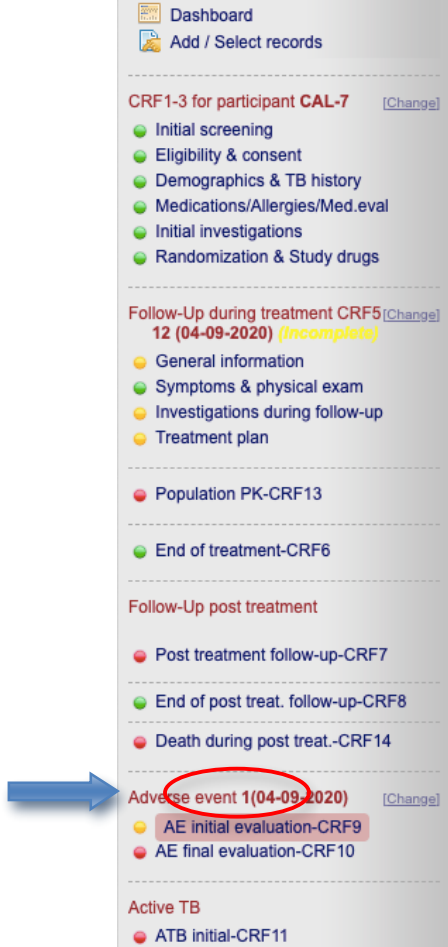 Dashboard
Add / Select records
CRF1-3 for participant CAL-7 [Change]
Initial screening
Eligibility & consent
Demographics & TB history
Medications/Allergies/Med.eval
Initial investigations
Randomization & Study drugs
Follow-Up during treatment CRF5 [Change]
12 (04-09-2020) (Incomplete)
General information
Symptoms & physical exam
Investigations during follow-up
Treatment plan
Population PK-CRF13
End of treatment-CRF6
Follow-Up post treatment
Post treatment follow-up-CRF7
End of post treat. follow-up-CRF8
Death during post treat.-CRF14
Adverse event 1(04-09-2020) [Change]
AE initial evaluation-CRF9
AE final evaluation-CRF10
Active TB
ATB initial-CRF11